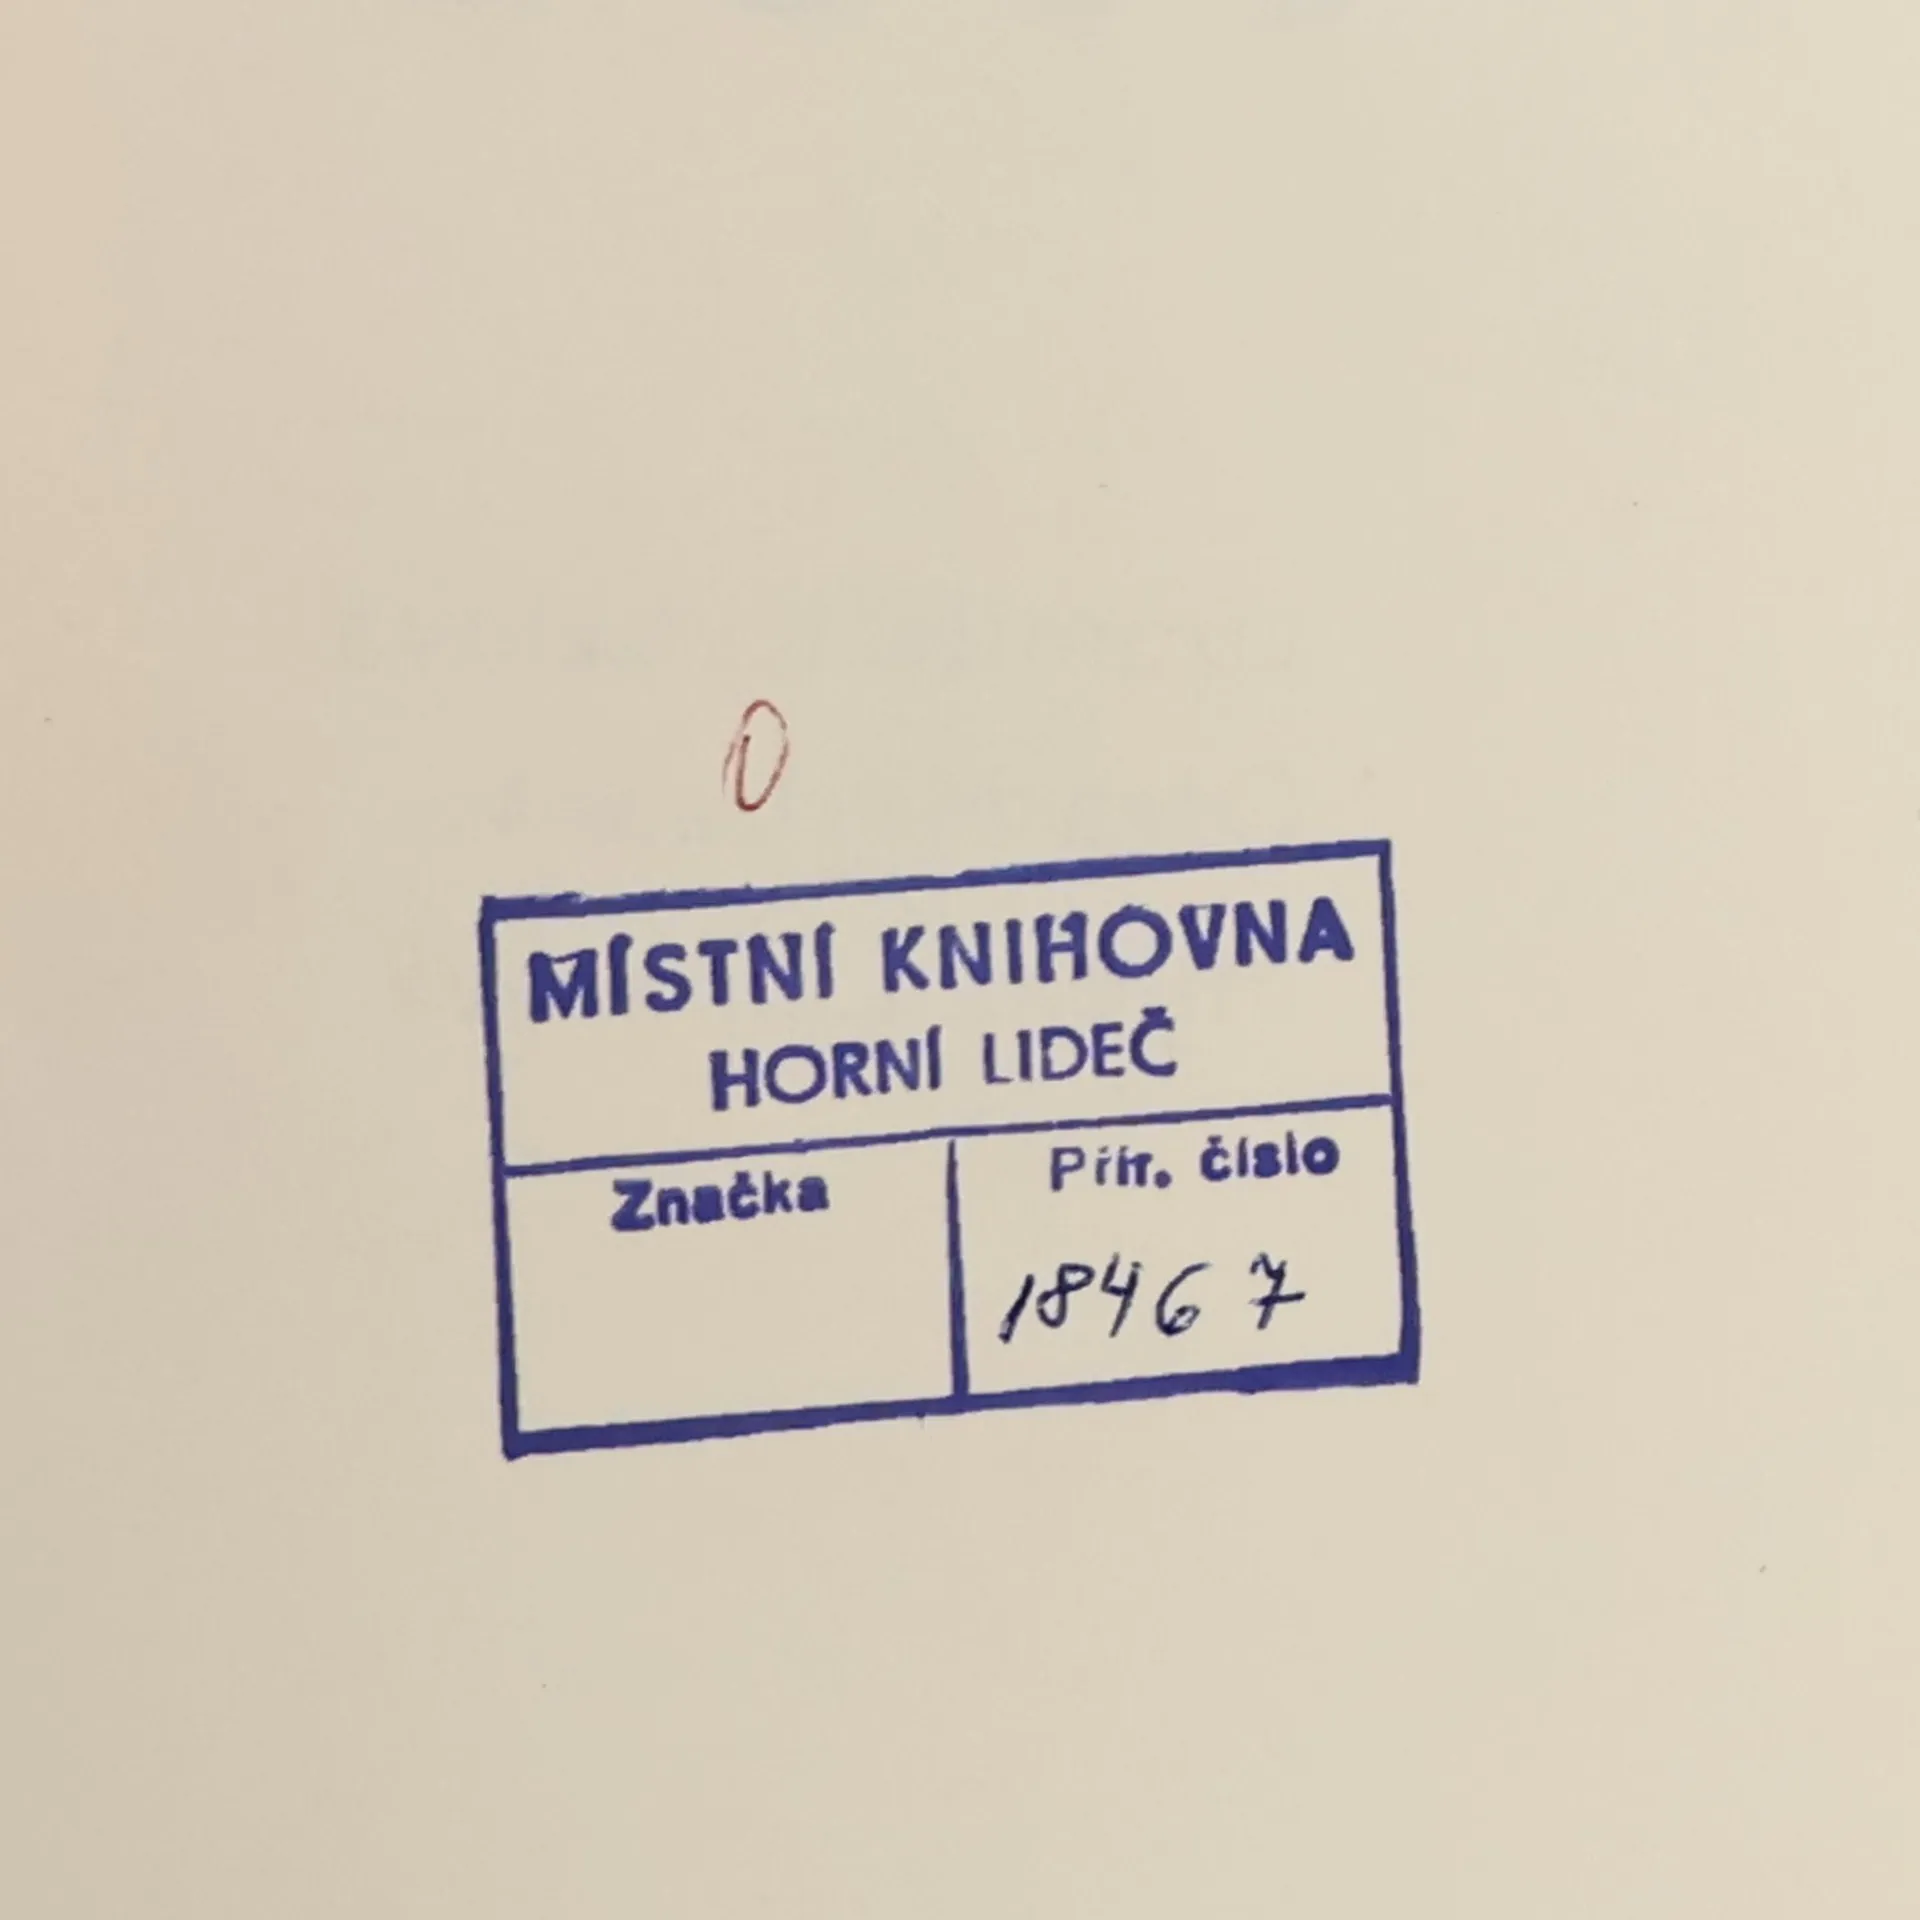 0
MÍSTNÍ KNIHOVNA
HORNÍ LIDEČ
Značka
Přír. číslo
18467